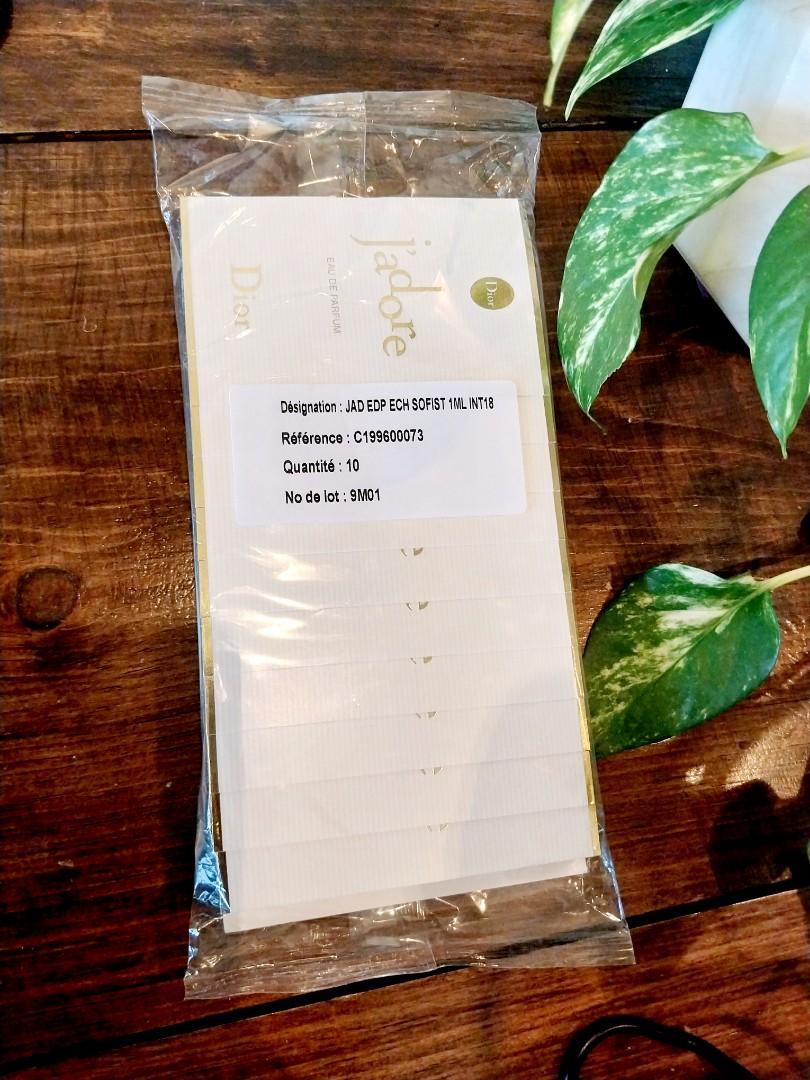 Dior
j'adore
EAU DE PARFUM
Dior
Désignation : JAD EDP ECH SOFIST 1ML INT18
Référence : C199600073
Quantité : 10
No de lot : 9M01